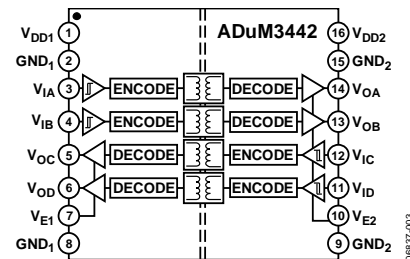 ADuM3442
VDD1 1 16 VDD2
GND1 2 15 GND2
VIA 3 ENCODE DECODE 14 VOA
VIB 4 ENCODE DECODE 13 VOB
VOC 5 DECODE ENCODE 12 VIC
VOD 6 DECODE ENCODE 11 VID
VE1 7 10 VE2
GND1 8 9 GND2
06837-003